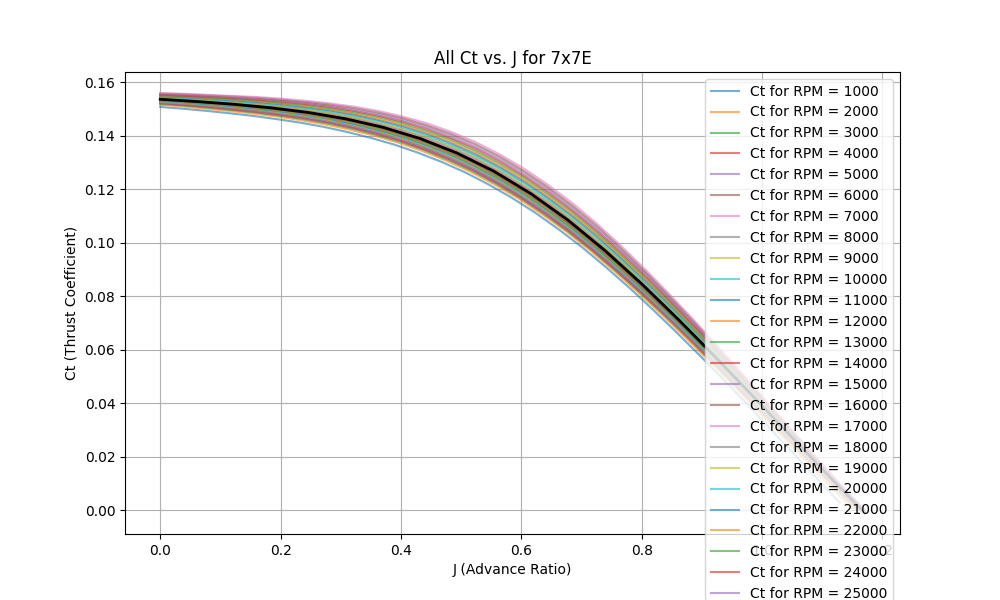 All Ct vs. J for 7x7E
Ct (Thrust Coefficient)
0.16
0.14
0.12
0.10
0.08
0.06
0.04
0.02
0.00
0.0 0.2 0.4 0.6 0.8
J (Advance Ratio)
Ct for RPM = 1000
Ct for RPM = 2000
Ct for RPM = 3000
Ct for RPM = 4000
Ct for RPM = 5000
Ct for RPM = 6000
Ct for RPM = 7000
Ct for RPM = 8000
Ct for RPM = 9000
Ct for RPM = 10000
Ct for RPM = 11000
Ct for RPM = 12000
Ct for RPM = 13000
Ct for RPM = 14000
Ct for RPM = 15000
Ct for RPM = 16000
Ct for RPM = 17000
Ct for RPM = 18000
Ct for RPM = 19000
Ct for RPM = 20000
Ct for RPM = 21000
Ct for RPM = 22000
Ct for RPM = 23000
Ct for RPM = 24000
Ct for RPM = 25000